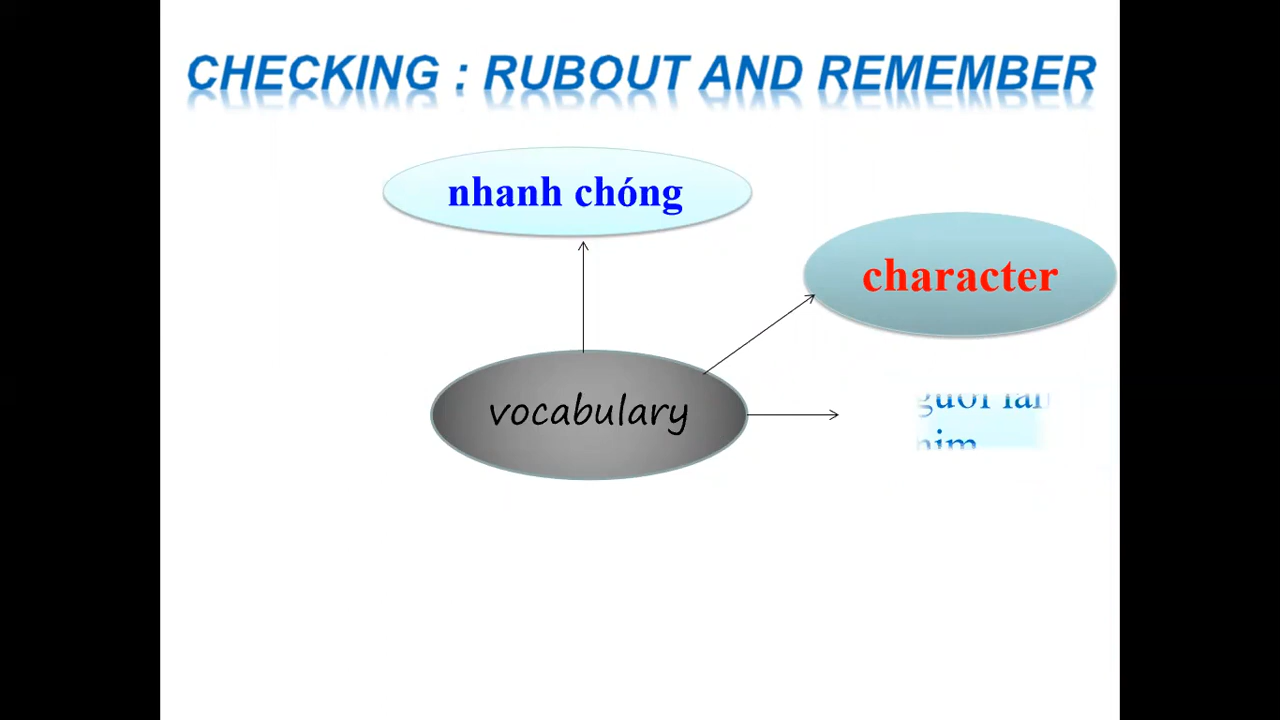 CHECKING : RUBOUT AND REMEMBER
nhanh chóng
character
vocabulary